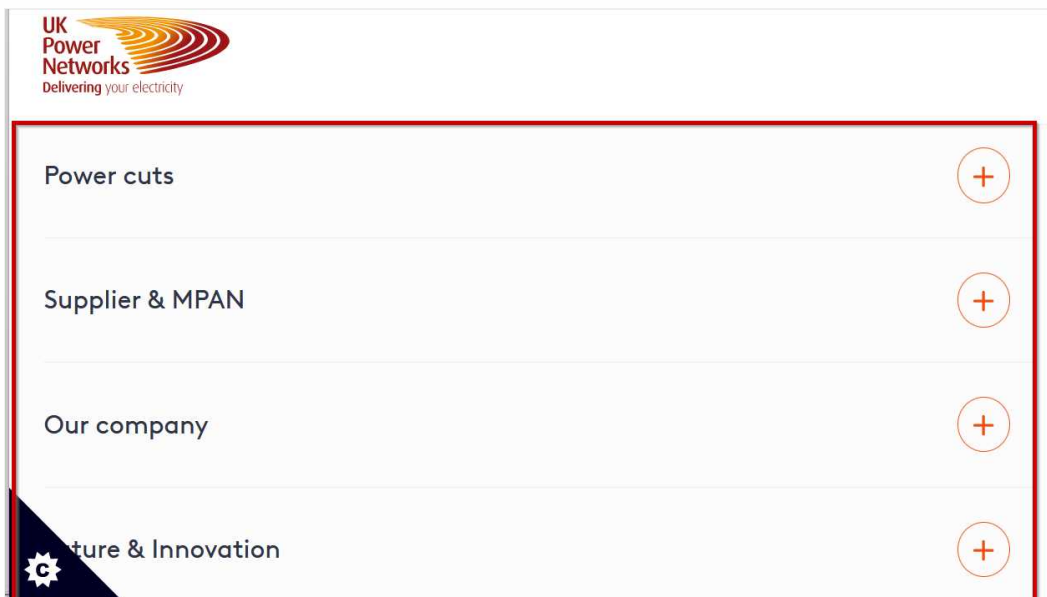 UK
Power
Networks
Delivering your electricity
Power cuts
Supplier & MPAN
Our company
ture & Innovation
C